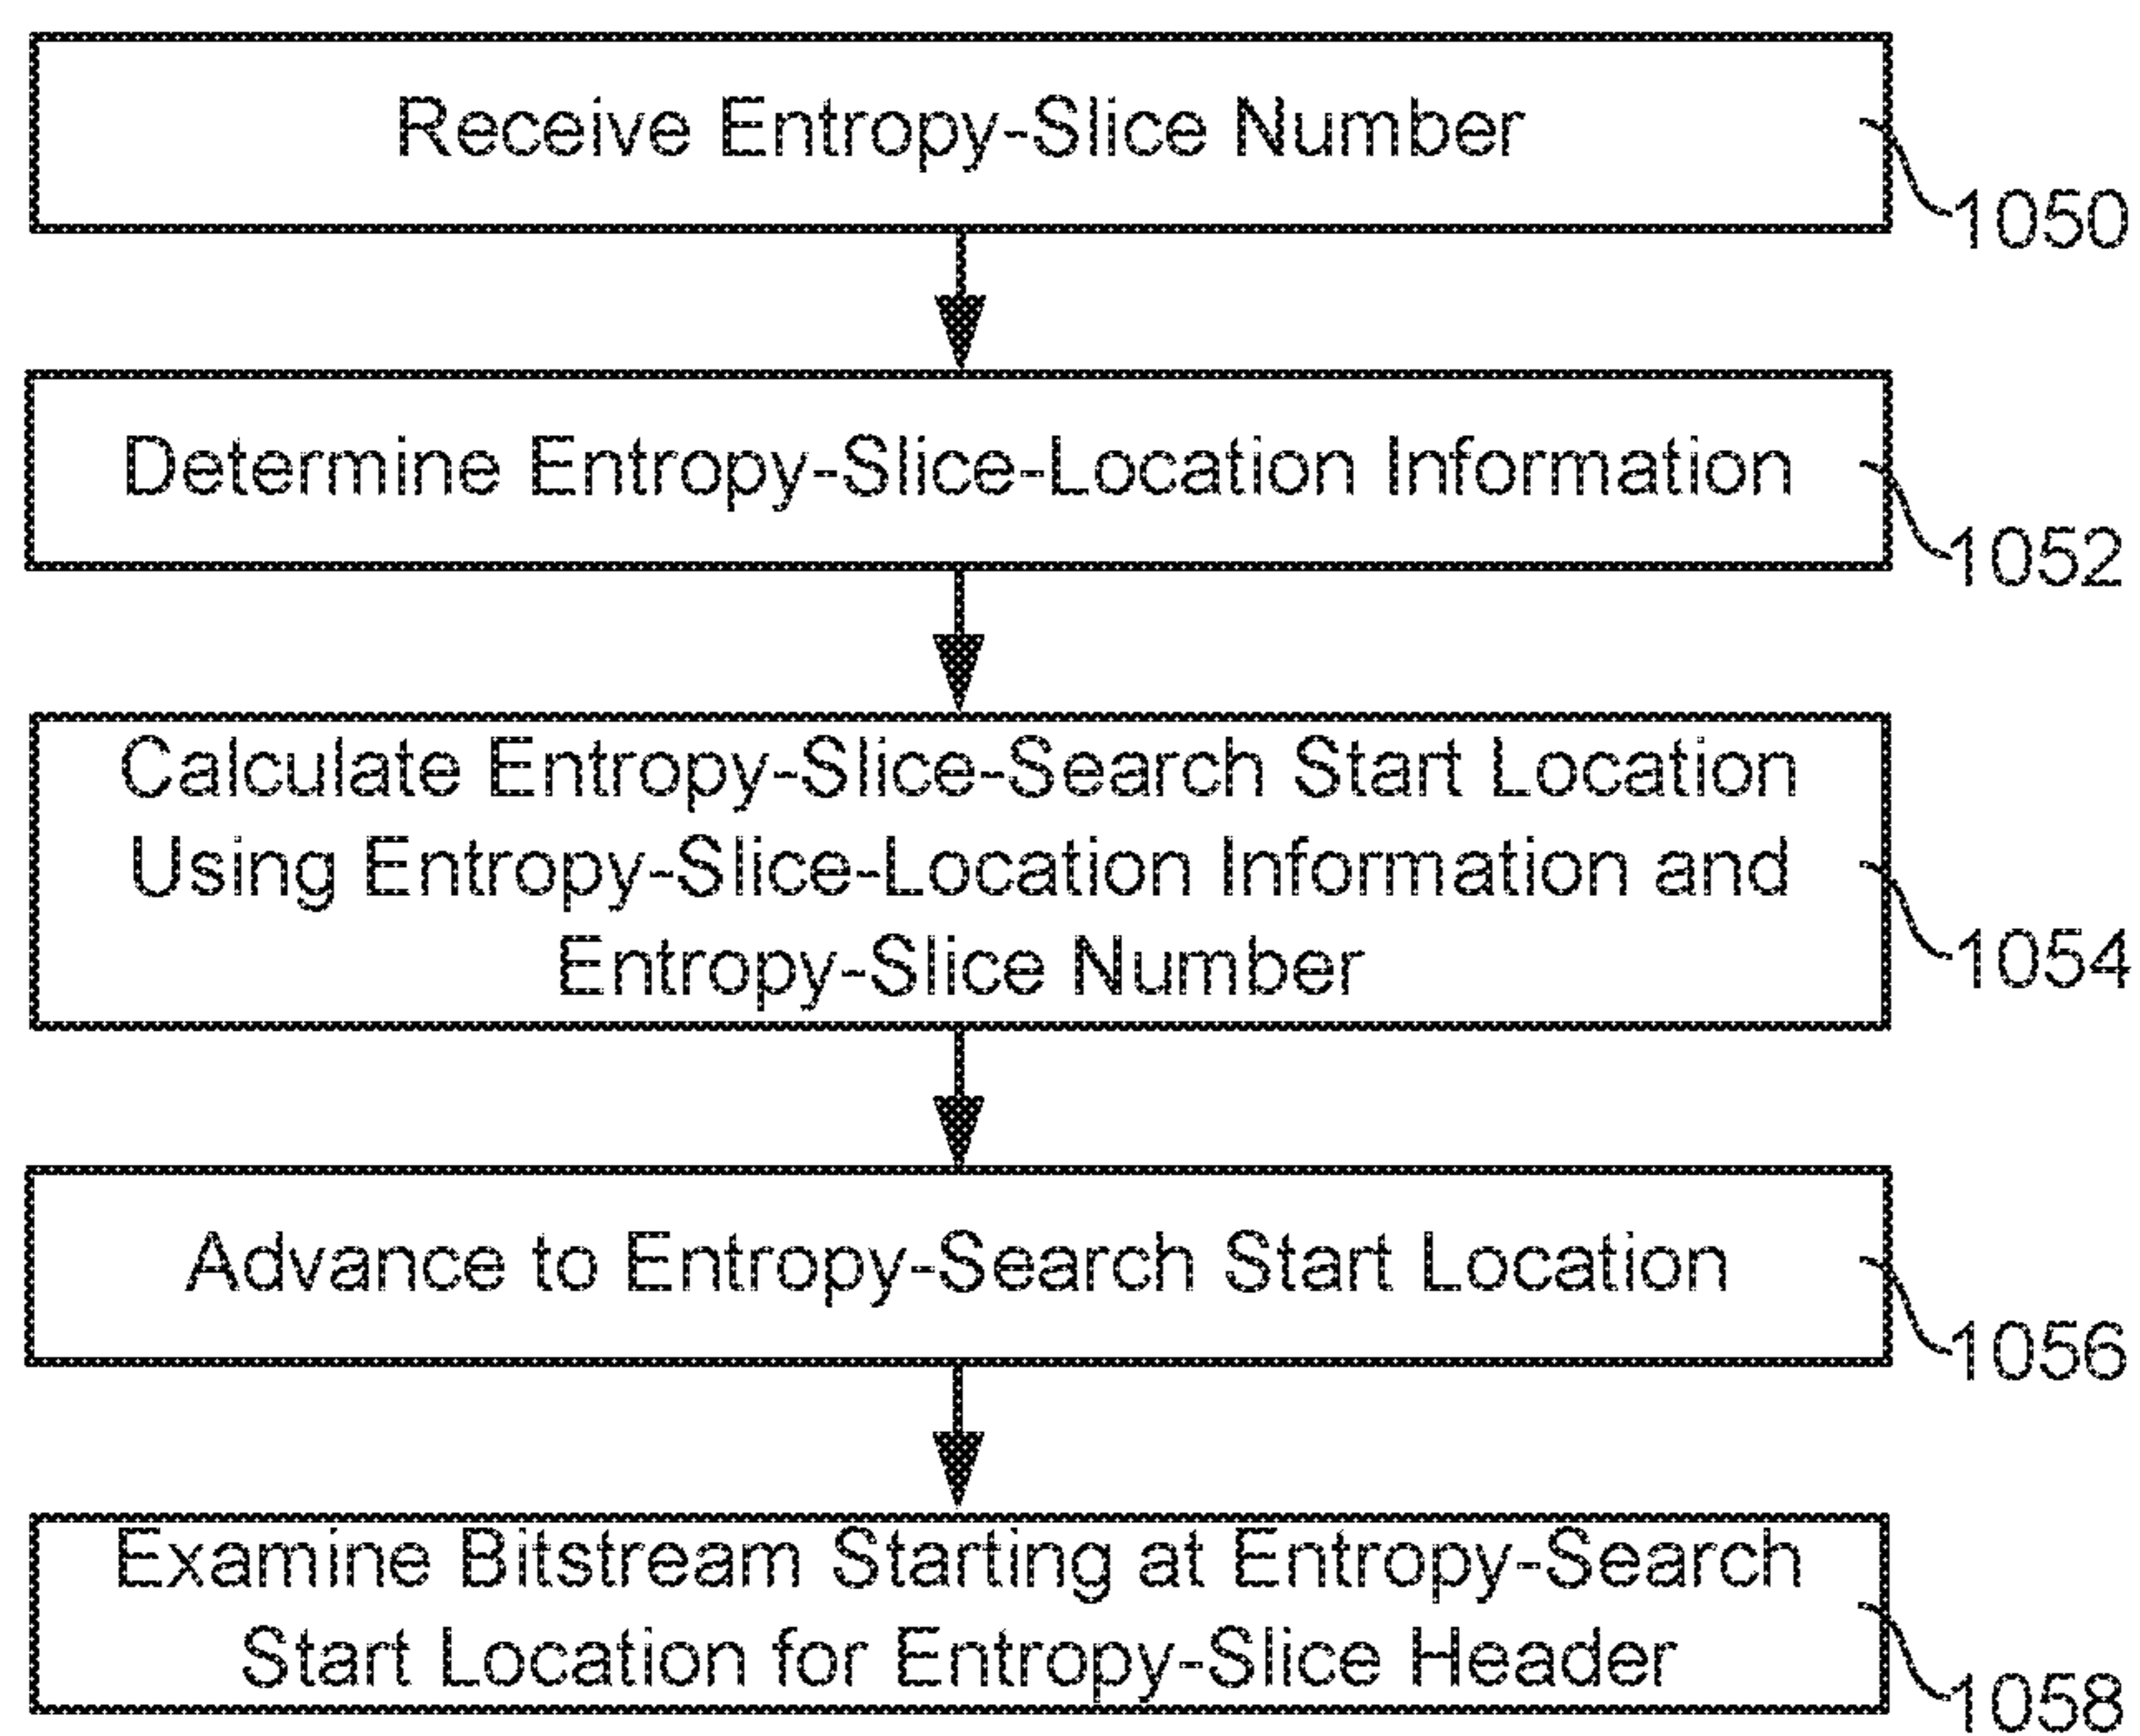 Receive Entropy-Slice Number
1050
Determine Entropy-Slice-Location Information
1052
Calculate Entropy-Slice-Search Start Location
Using Entropy-Slice-Location Information and
Entropy-Slice Number
1054
Advance to Entropy-Search Start Location
1056
Examine Bitstream Starting at Entropy-Search
Start Location for Entropy-Slice Header
1058